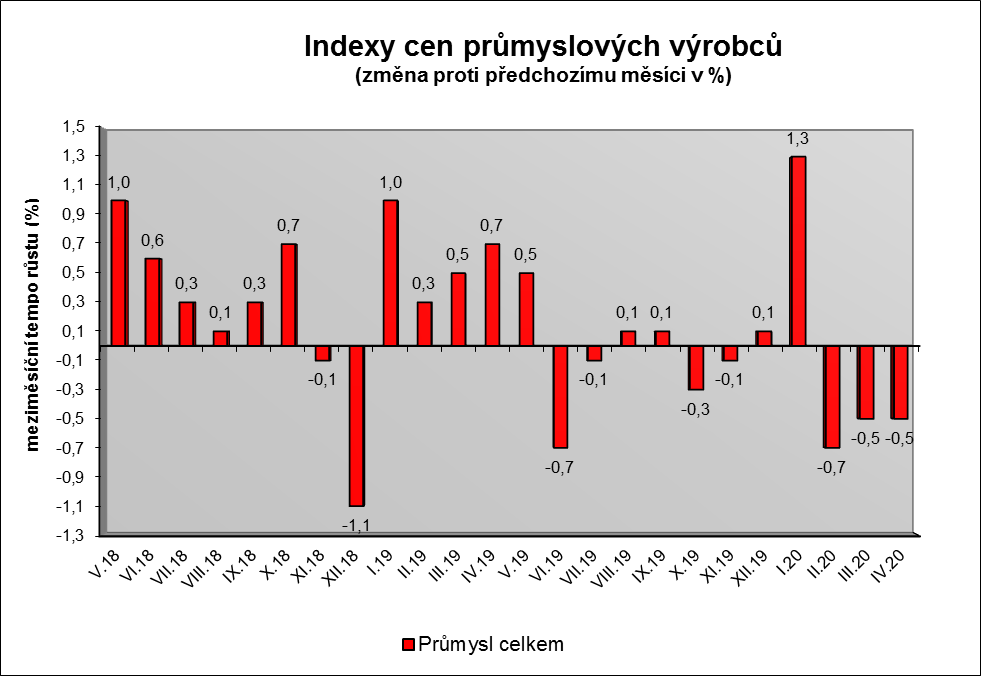 Indexy cen průmyslových výrobců
(změna proti předchozímu měsíci v %)
meziměsíční tempo růstu (%)
1,5
1,3
1,1
0,9
0,7
0,5
0,3
0,1
-0,1
-0,3
-0,5
-0,7
-0,9
-1,1
-1,3
1,0
0,6
0,3
0,1
0,3
0,7
-0,1
-1,1
1,0
0,3
0,5
0,7
0,5
-0,7
-0,1
0,1
0,1
-0,3
-0,1
0,1
1,3
-0,7
-0,5
-0,5
V.18
VI.18
VII.18
VIII.18
IX.18
X.18
XI.18
XII.18
I.19
II.19
III.19
IV.19
V.19
VI.19
VII.19
VIII.19
IX.19
X.19
XI.19
XII.19
I.20
II.20
III.20
IV.20
Průmysl celkem